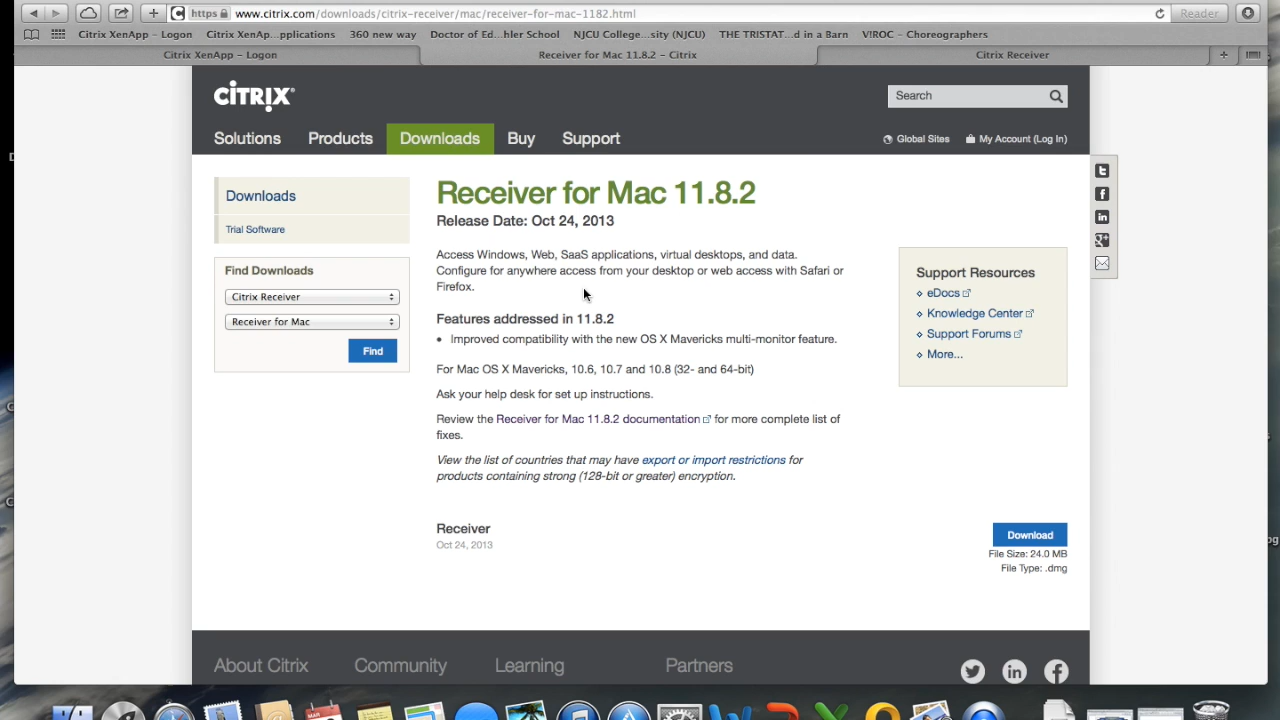 https www.citrix.com/downloads/citrix-receiver/mac/receiver-for-mac-1182.html Reader
Citrix XenApp – Logon Citrix XenAp...pplications 360 new way Doctor of Ed...hler School NJCU College...sity (NJCU) THE TRISTAT...d in a Barn V!ROC – Choreographers
Citrix XenApp – Logon Receiver for Mac 11.8.2 – Citrix Citrix Receiver
CİTRIX®
Search
Solutions Products Downloads Buy Support Global Sites My Account (Log In)
Downloads
Trial Software
Find Downloads
Citrix Receiver
Receiver for Mac
Find
Receiver for Mac 11.8.2
Release Date: Oct 24, 2013
Access Windows, Web, SaaS applications, virtual desktops, and data.
Configure for anywhere access from your desktop or web access with Safari or
Firefox.
Features addressed in 11.8.2
• Improved compatibility with the new OS X Mavericks multi-monitor feature.
For Mac OS X Mavericks, 10.6, 10.7 and 10.8 (32- and 64-bit)
Ask your help desk for set up instructions.
Review the Receiver for Mac 11.8.2 documentation for more complete list of
fixes.
View the list of countries that may have export or import restrictions for
products containing strong (128-bit or greater) encryption.
Receiver
Oct 24, 2013
Download
File Size: 24.0 MB
File Type: .dmg
Support Resources
eDocs
Knowledge Center
Support Forums
More...
About Citrix Community Learning Partners